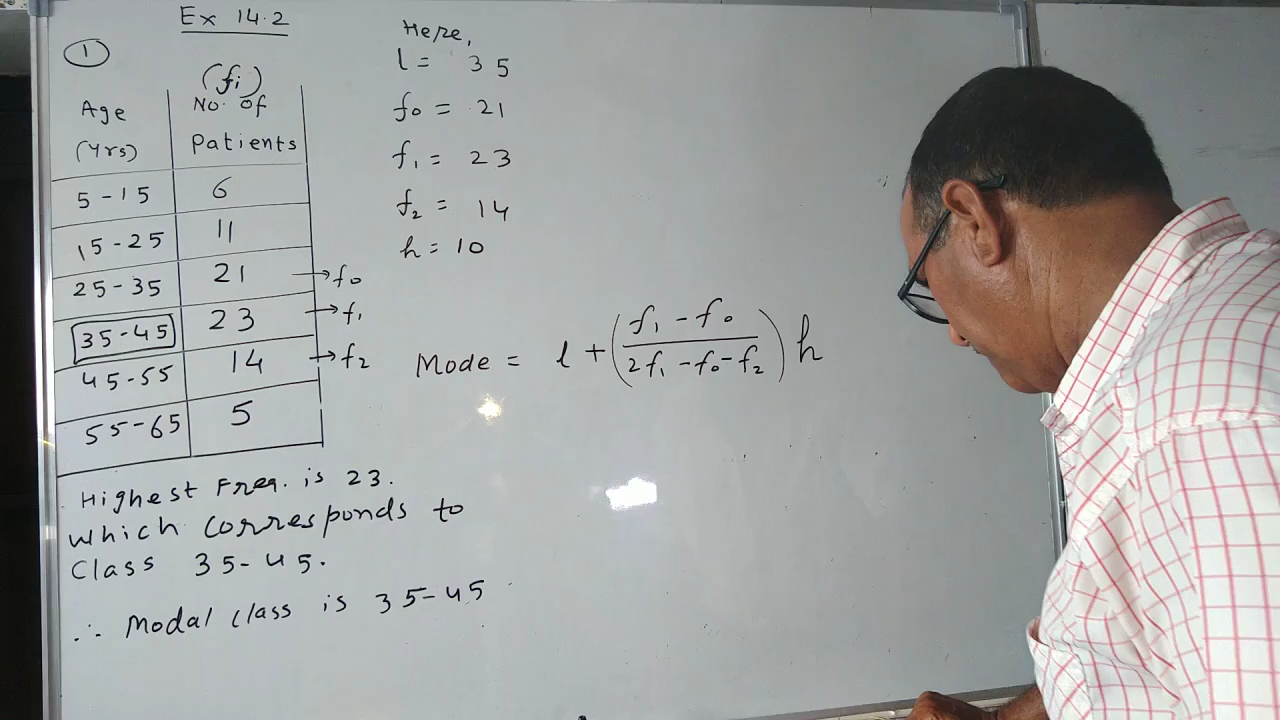 Ex 14.2
①
(fi)
Age (Yrs) No. of Patients
5-15 6
15-25 11
25-35 21 → f0
35-45 23 → f1
45-55 14 → f2
55-65 5
Highest Freq. is 23.
which corresponds to
Class 35-45.
∴ Modal class is 35-45
Here,
l = 35
f0 = 21
f1 = 23
f2 = 14
h = 10
Mode = l + ( (f1 - f0) / (2f1 - f0 - f2) ) h